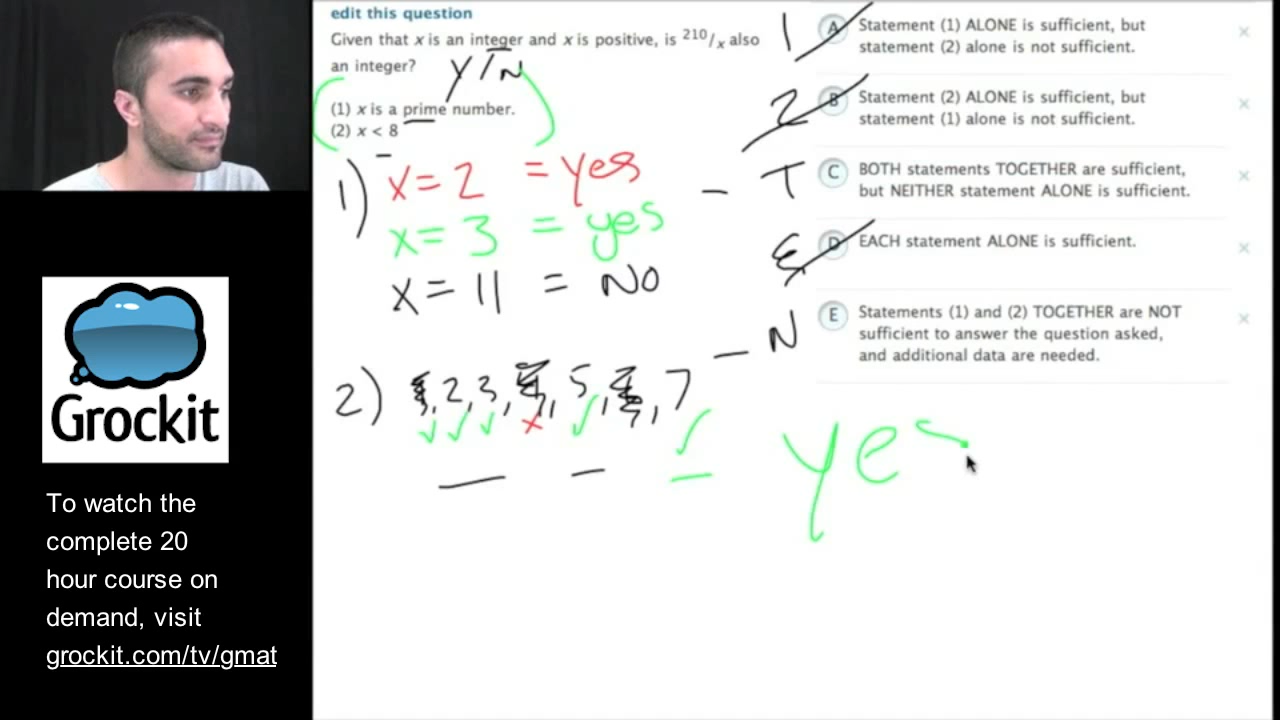 edit this question
Given that x is an integer and x is positive, is 210/x also
an integer?
Y/N
(1) x is a prime number.
(2) x < 8
1) x = 2 = yes
x = 3 = yes
x = 11 = NO
2) 2, 3, 5, 7
yes
1 A Statement (1) ALONE is sufficient, but
statement (2) alone is not sufficient.
2 B Statement (2) ALONE is sufficient, but
statement (1) alone is not sufficient.
T C BOTH statements TOGETHER are sufficient,
but NEITHER statement ALONE is sufficient.
E D EACH statement ALONE is sufficient.
N E Statements (1) and (2) TOGETHER are NOT
sufficient to answer the question asked,
and additional data are needed.
Grockit
To watch the
complete 20
hour course on
demand, visit
grockit.com/tv/gmat